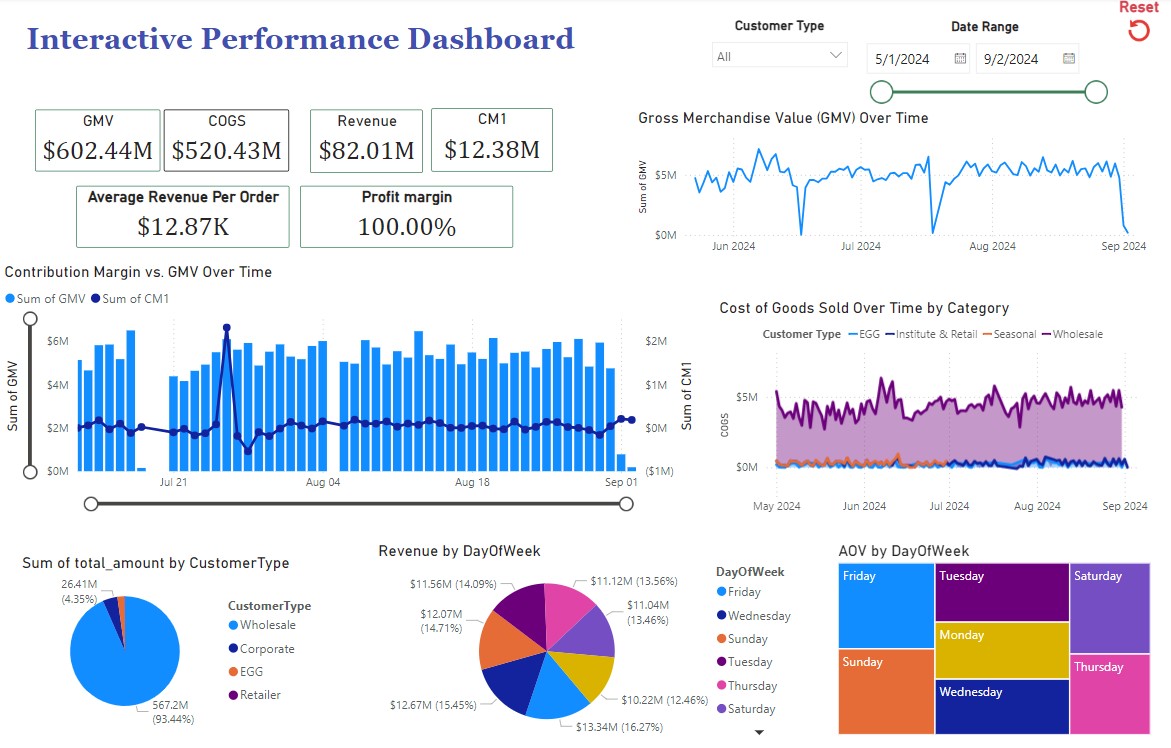 Reset
Interactive Performance Dashboard
Customer Type
All
Date Range
5/1/2024
9/2/2024
GMV
$602.44M
COGS
$520.43M
Revenue
$82.01M
CM1
$12.38M
Average Revenue Per Order
$12.87K
Profit margin
100.00%
Gross Merchandise Value (GMV) Over Time
Sum of GMV
$5M
$0M
Jun 2024
Jul 2024
Aug 2024
Sep 2024
Contribution Margin vs. GMV Over Time
Sum of GMV
Sum of CM1
Sum of GMV
$6M
$4M
$2M
$0M
$2M
$1M
$0M
($1M)
Sum of CM1
Jul 21
Aug 04
Aug 18
Sep 01
Cost of Goods Sold Over Time by Category
Customer Type
EGG
Institute & Retail
Seasonal
Wholesale
COGS
$5M
$0M
May 2024
Jun 2024
Jul 2024
Aug 2024
Sep 2024
Sum of total_amount by CustomerType
26.41M
(4.35%)
567.2M
(93.44%)
CustomerType
Wholesale
Corporate
EGG
Retailer
Revenue by DayOfWeek
$11.56M (14.09%)
$11.12M (13.56%)
$12.07M
(14.71%)
$11.04M
(13.46%)
$12.67M (15.45%)
$10.22M (12.46%)
$13.34M (16.27%)
DayOfWeek
Friday
Wednesday
Sunday
Tuesday
Thursday
Saturday
AOV by DayOfWeek
Friday
Tuesday
Saturday
Monday
Sunday
Thursday
Wednesday